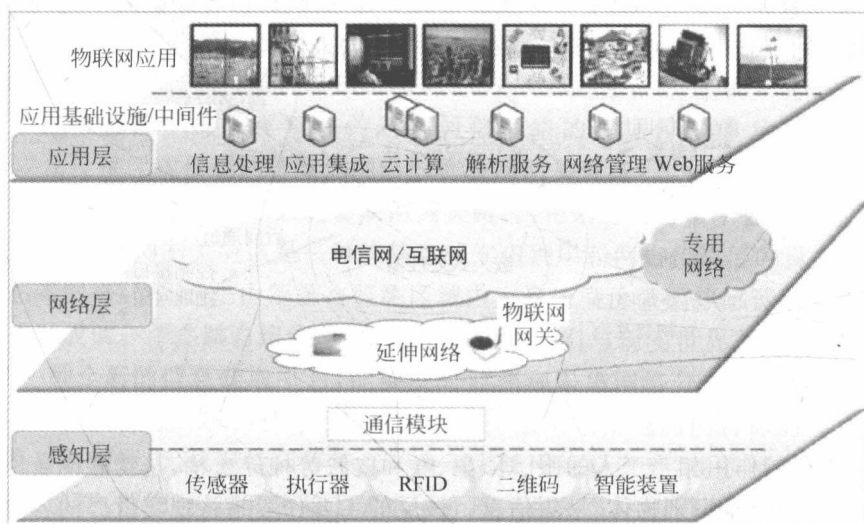 物联网应用
应用基础设施/中间件
应用层
信息处理 应用集成 云计算 解析服务 网络管理 Web服务
电信网/互联网
专用
网络
网络层
物联网
网关
延伸网络
通信模块
感知层
传感器 执行器 RFID 二维码 智能装置